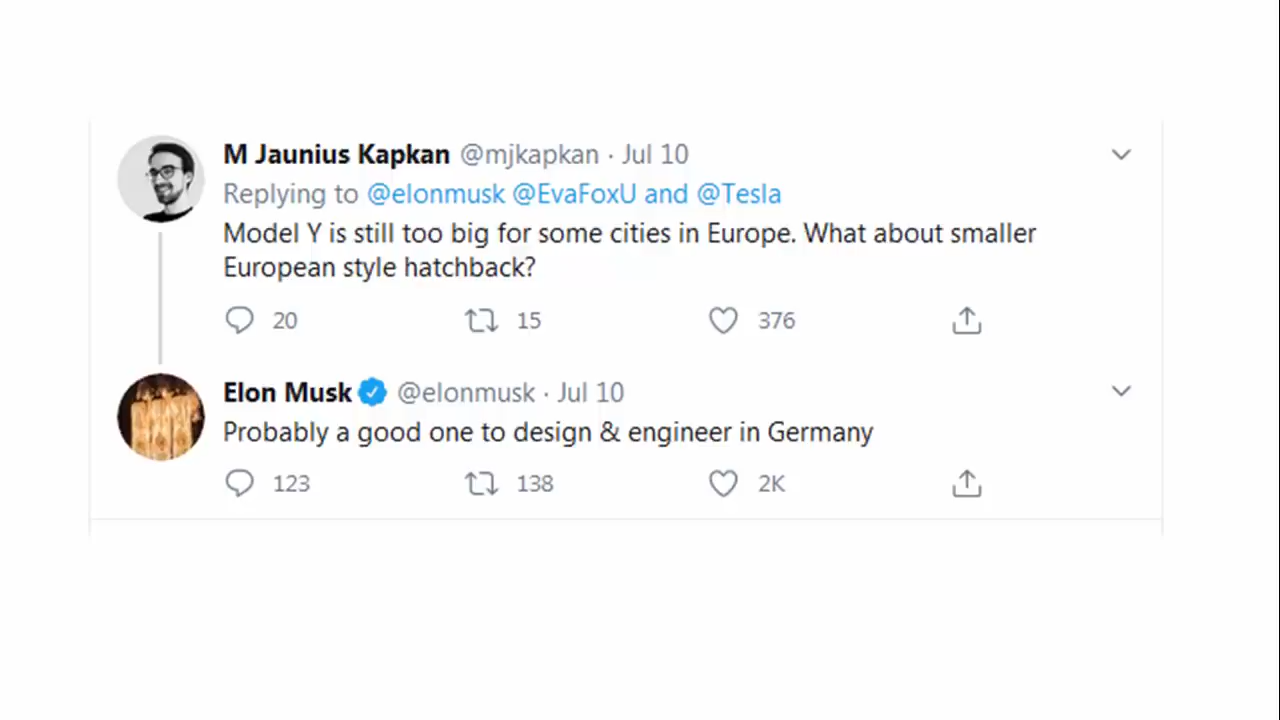 M Jaunius Kapkan @mjkapkan · Jul 10
Replying to @elonmusk @EvaFoxU and @Tesla
Model Y is still too big for some cities in Europe. What about smaller
European style hatchback?
20 15 376
Elon Musk @elonmusk · Jul 10
Probably a good one to design & engineer in Germany
123 138 2K